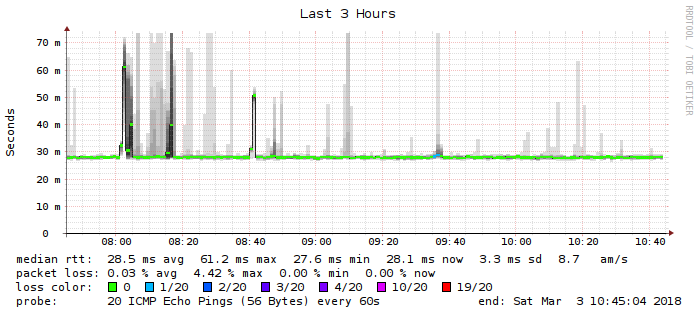 Last 3 Hours
RRDTOOL / TOBI OETIKER
Seconds
70 m
60 m
50 m
40 m
30 m
20 m
10 m
0
08:00 08:20 08:40 09:00 09:20 09:40 10:00 10:20 10:40
median rtt: 28.5 ms avg 61.2 ms max 27.6 ms min 28.1 ms now 3.3 ms sd 8.7 am/s
packet loss: 0.03 % avg 4.42 % max 0.00 % min 0.00 % now
loss color: 0 1/20 2/20 3/20 4/20 10/20 19/20
probe: 20 ICMP Echo Pings (56 Bytes) every 60s end: Sat Mar 3 10:45:04 2018